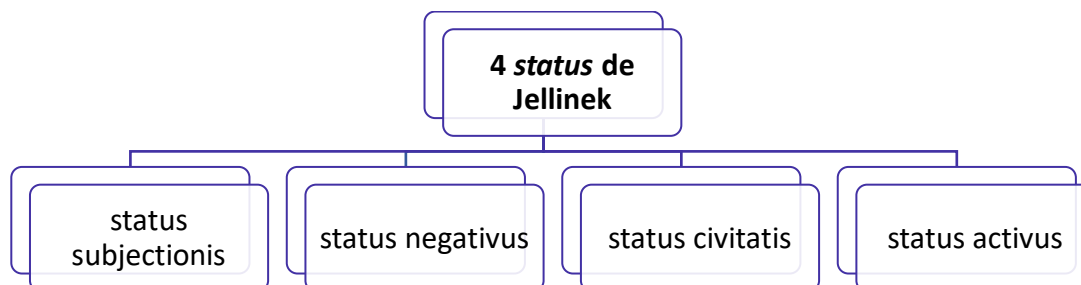 4 status de
Jellinek
status
subjectionis
status negativus
status civitatis
status activus